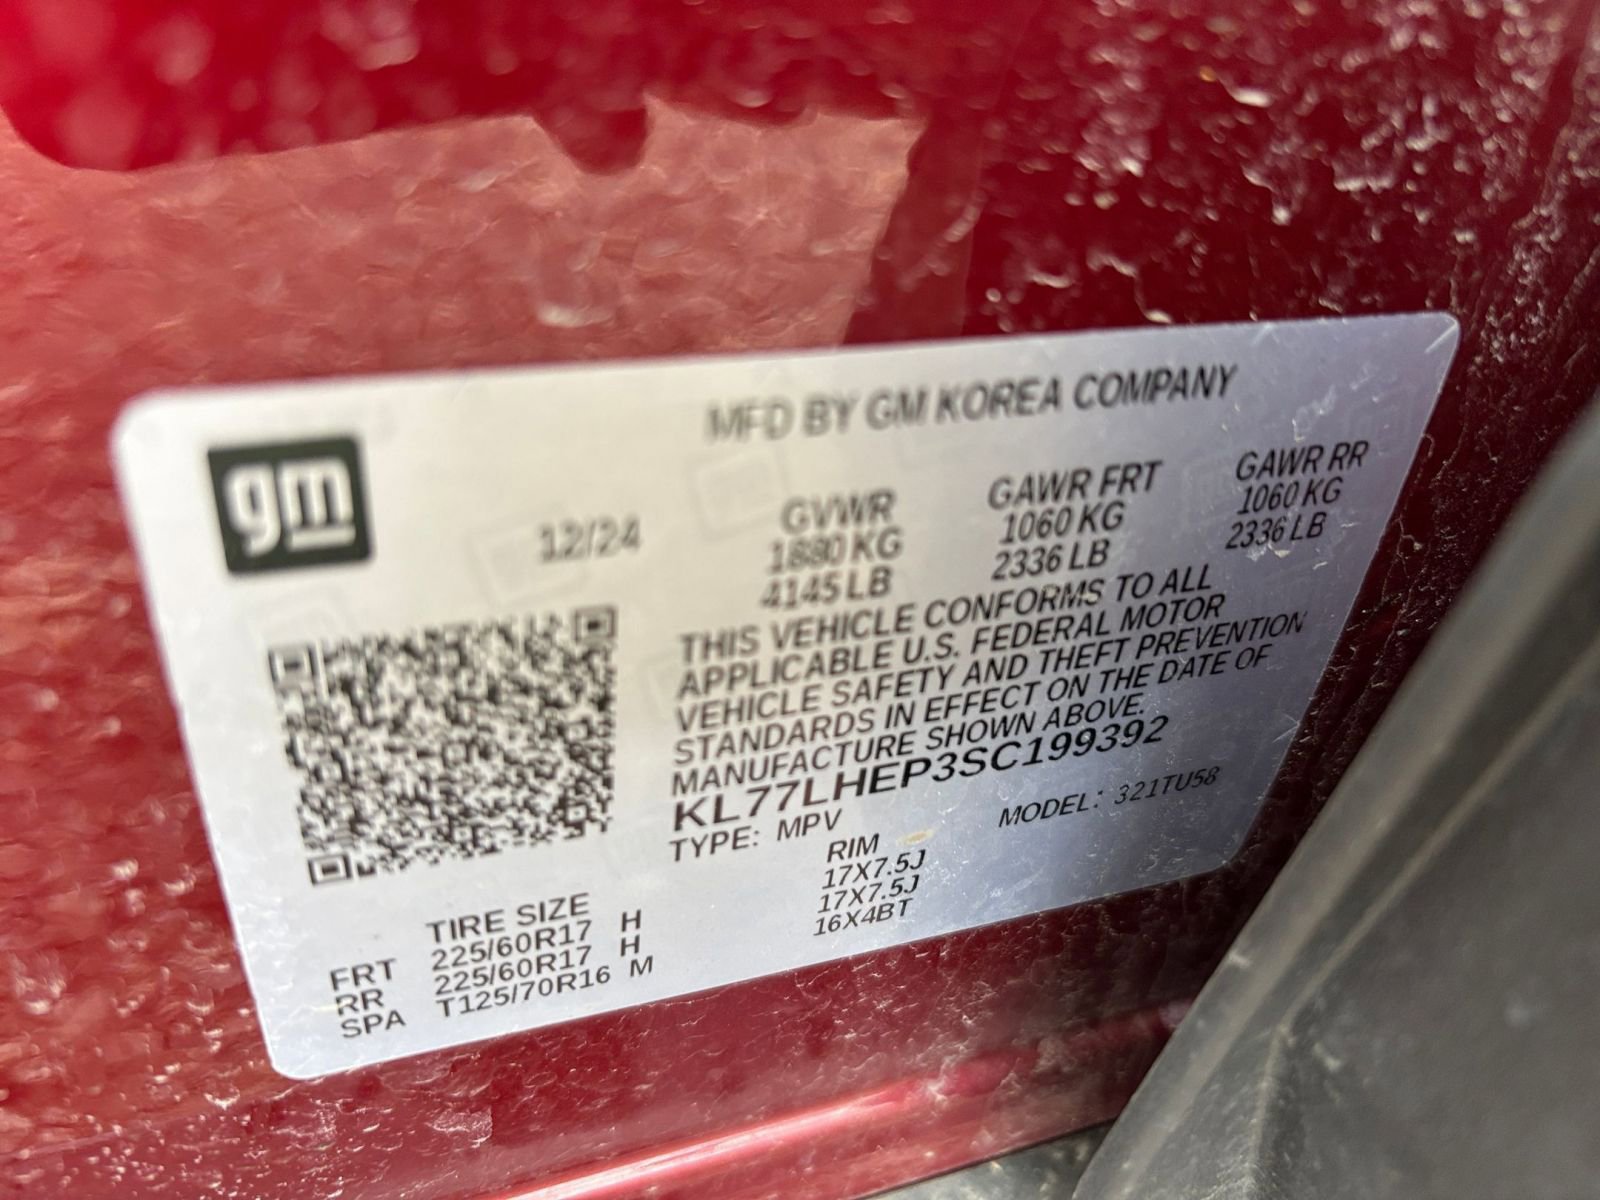 gm
MFD BY GM KOREA COMPANY
12/24
GVWR GAWR FRT GAWR RR
1880 KG 1060 KG 1060 KG
4145 LB 2336 LB 2336 LB
THIS VEHICLE CONFORMS TO ALL
APPLICABLE U.S. FEDERAL MOTOR
VEHICLE SAFETY AND THEFT PREVENTION
STANDARDS IN EFFECT ON THE DATE OF
MANUFACTURE SHOWN ABOVE.
KL77LHEP3SC199392
TYPE: MPV MODEL: 321TU58
TIRE SIZE RIM
FRT 225/60R17 H 17X7.5J
RR 225/60R17 H 17X7.5J
SPA T125/70R16 M 16X4BT